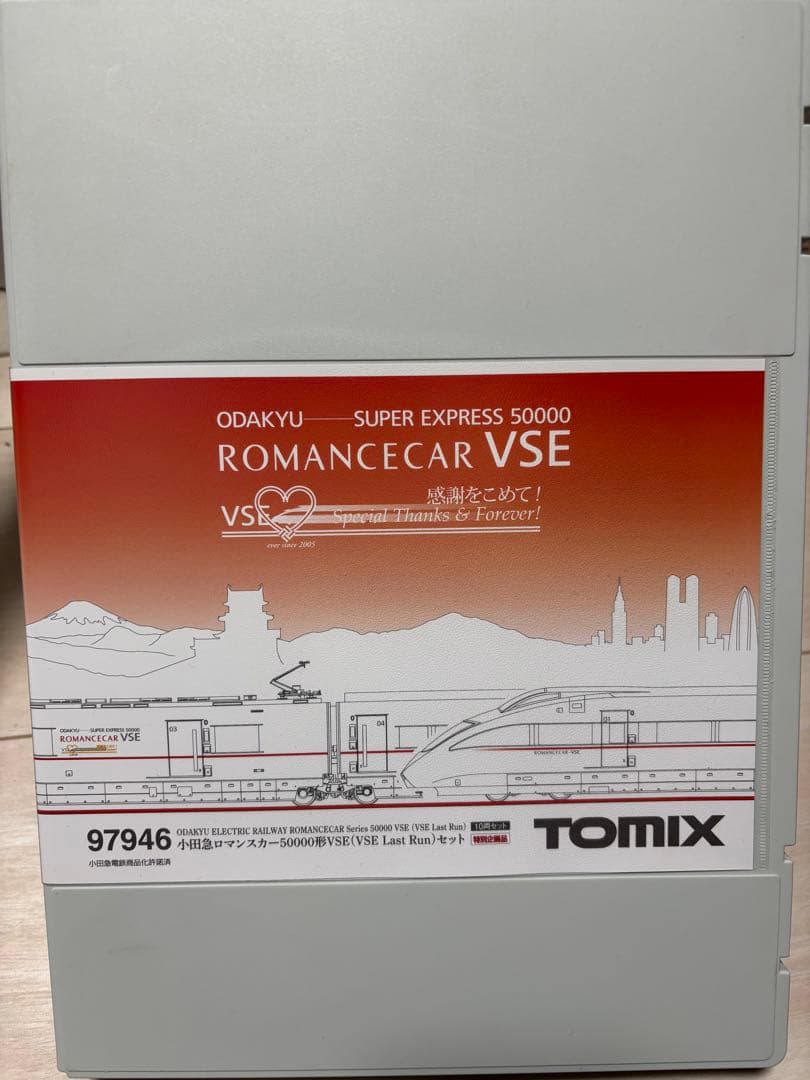 ODAKYU——SUPER EXPRESS 50000
ROMANCECAR VSE
感謝をこめて!
VSE Special Thanks & Forever!
ever since 2005
ODAKYU——SUPER EXPRESS 50000
ROMANCECAR VSE
03
04
01
ROMANCECAR·VSE
97946
ODAKYU ELECTRIC RAILWAY ROMANCECAR Series 50000 VSE (VSE Last Run) 10両セット
小田急ロマンスカー50000形VSE(VSE Last Run)セット 特別企画品
小田急電鉄商品化許諾済
TOMIX